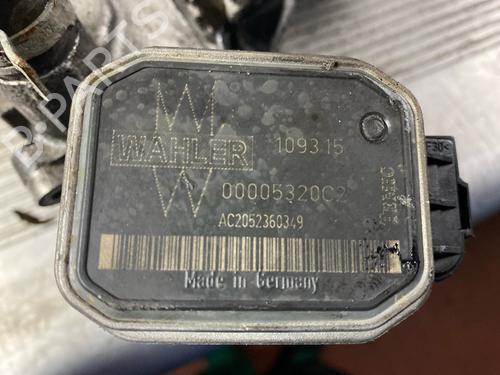 WAHLER 109315
00005320C2
AC2052360349
Made in Germany